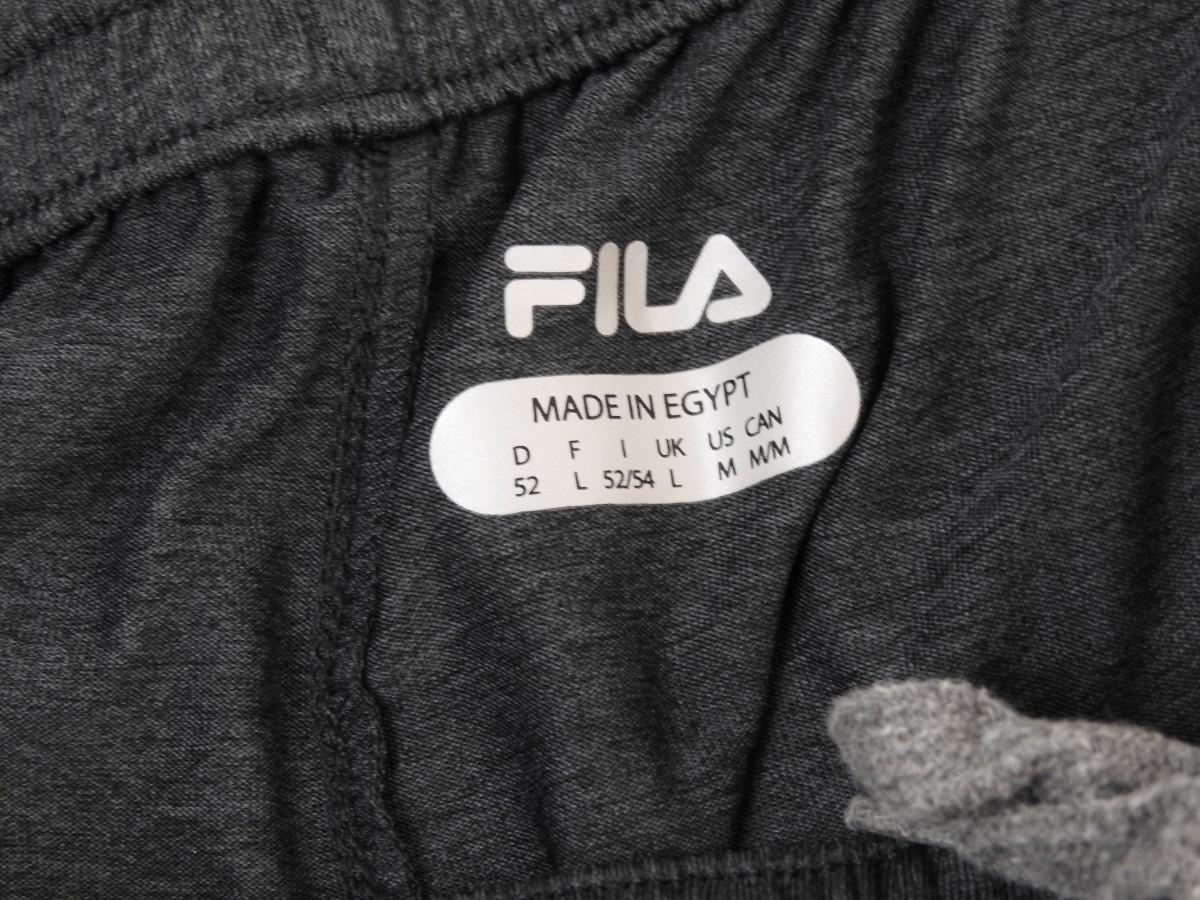 FILA
MADE IN EGYPT
D F I UK US CAN
52 L 52/54 L M M/M